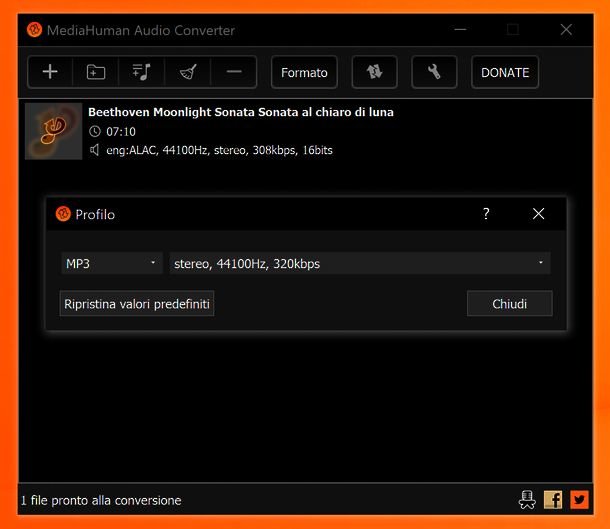 MediaHuman Audio Converter
Formato
DONATE
Beethoven Moonlight Sonata Sonata al chiaro di luna
07:10
eng:ALAC, 44100Hz, stereo, 308kbps, 16bits
Profilo
?
MP3
stereo, 44100Hz, 320kbps
Ripristina valori predefiniti
Chiudi
1 file pronto alla conversione